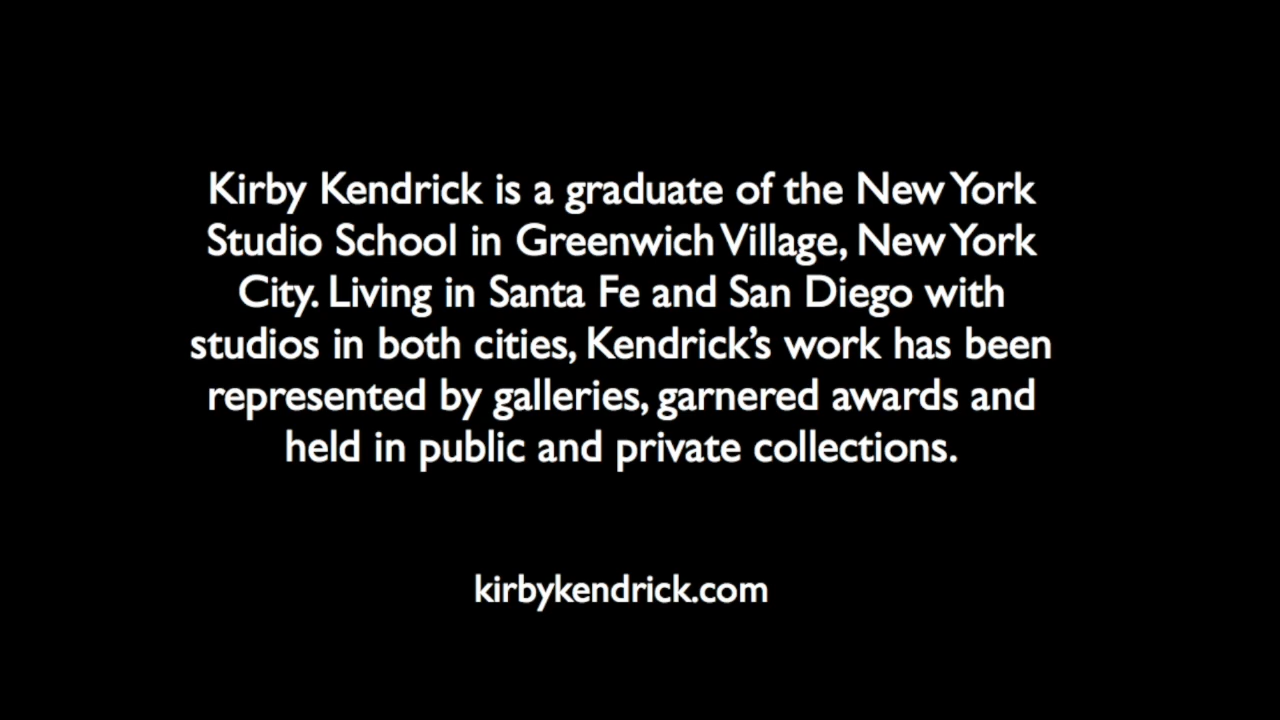 Kirby Kendrick is a graduate of the New York
Studio School in Greenwich Village, New York
City. Living in Santa Fe and San Diego with
studios in both cities, Kendrick’s work has been
represented by galleries, garnered awards and
held in public and private collections.
kirbykendrick.com